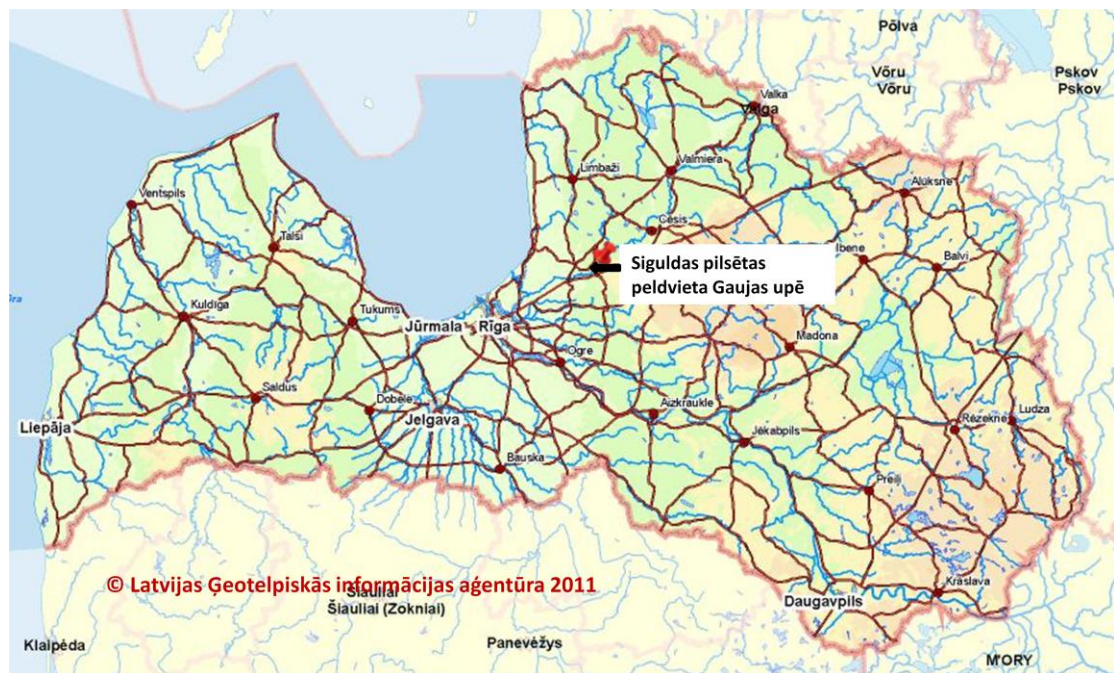 Põlva
Võru
Võru
Pskov
Pskov
Valka
Valga
Limbaži
Valmiera
Alūksne
Ventspils
Cēsis
Talsi
lbene
Balvi
Siguldas pilsētas
peldvieta Gaujas upē
Kuldīga
Tukums
Jūrmala
Rīga
Madona
Ogre
Saldus
Dobele
Aizkraukle
Liepāja
Jelgava
Rēzekne
Ludza
Jēkabpils
Bauska
Preiļi
© Latvijas Ģeotelpiskās informācijas aģentūra 2011
Šiauliai
Šiauliai (Zokniai)
Krāslava
Daugavpils
Klaipėda
Panevėžys
M'ORY